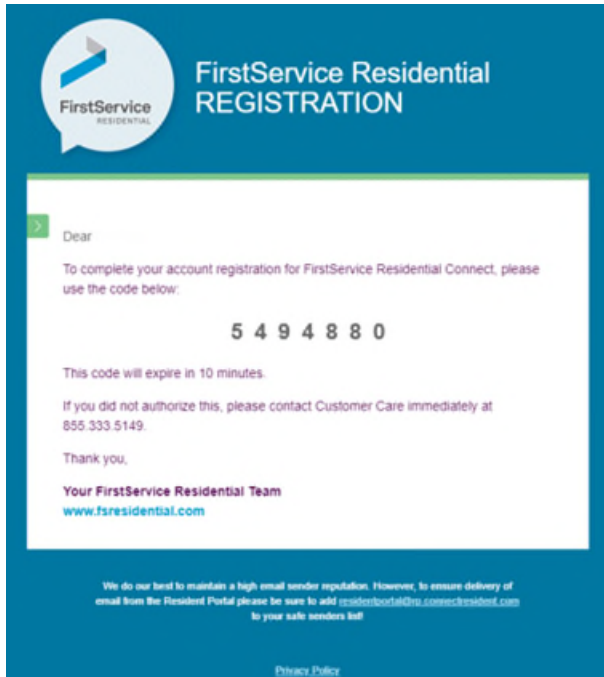 FirstService
RESIDENTIAL
FirstService Residential
REGISTRATION
Dear
To complete your account registration for FirstService Residential Connect, please
use the code below:
5 4 9 4 8 8 0
This code will expire in 10 minutes.
If you did not authorize this, please contact Customer Care immediately at
855.333.5149.
Thank you,
Your FirstService Residential Team
www.fsresidential.com
We do our best to maintain a high email sender reputation. However, to ensure delivery of
email from the Resident Portal please be sure to add residentportal@rp.connectresident.com
to your safe senders list!
Privacy Policy